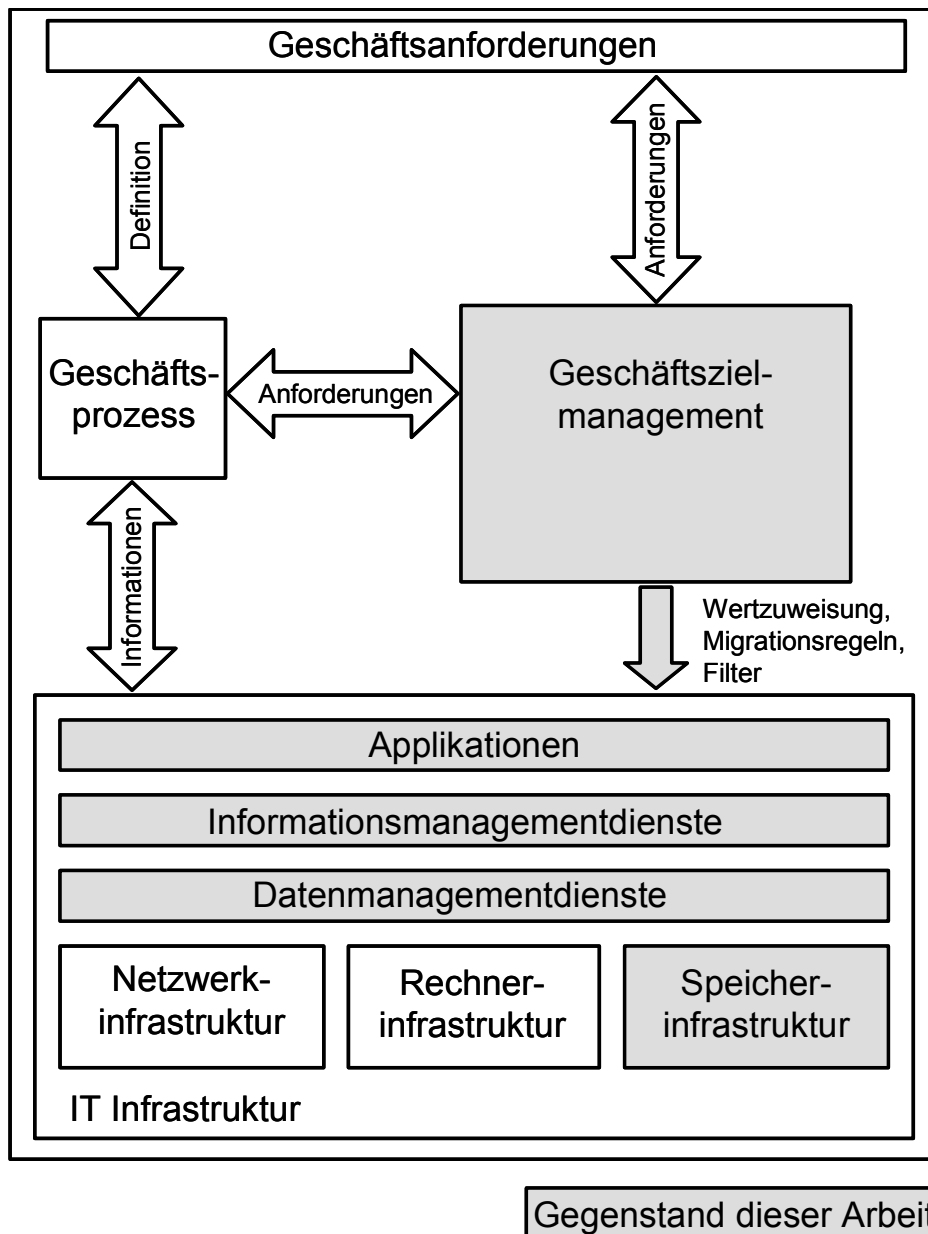 Geschäftsanforderungen
Definition
Anforderungen
Geschäfts-
prozess
Anforderungen
Geschäftsziel-
management
Informationen
Wertzuweisung,
Migrationsregeln,
Filter
Applikationen
Informationsmanagementdienste
Datenmanagementdienste
Netzwerk-
infrastruktur
Rechner-
infrastruktur
Speicher-
infrastruktur
IT Infrastruktur
Gegenstand dieser Arbeit